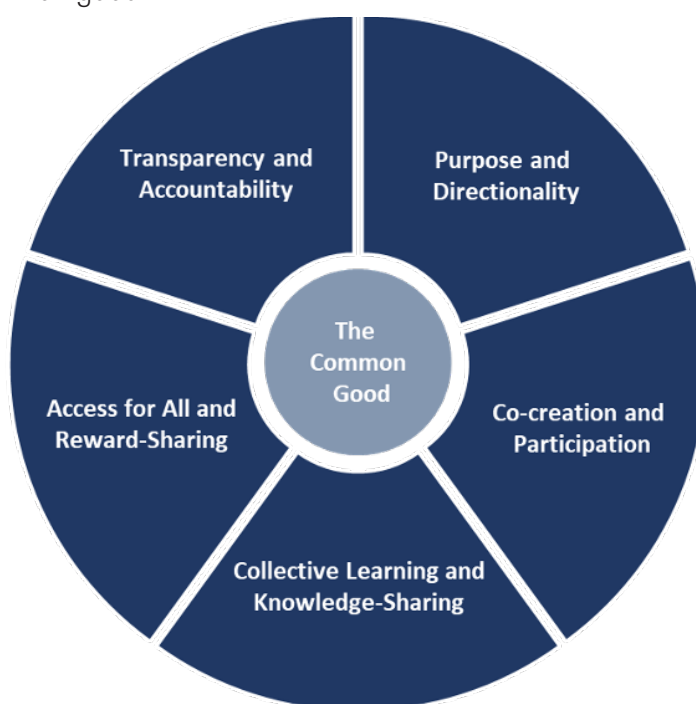 Transparency and
Accountability
Purpose and
Directionality
The
Common
Good
Access for All and
Reward-Sharing
Co-creation and
Participation
Collective Learning and
Knowledge-Sharing